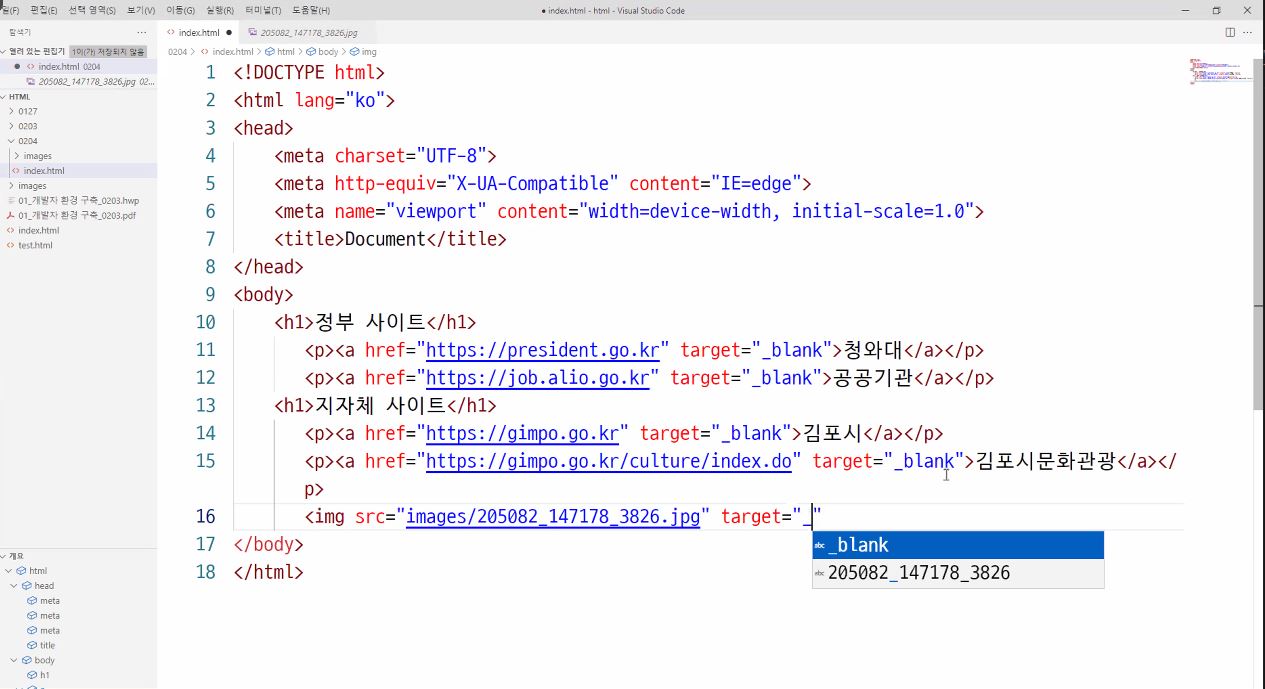 일(F) 편집(E) 선택 영역(S) 보기(V) 이동(G) 실행(R) 터미널(T) 도움말(H)
● index.html - html - Visual Studio Code
탐색기
열려 있는 편집기 1이(가) 저장되지 않음
index.html 0204
205082_147178_3826.jpg 02...
HTML
0127
0203
0204
images
index.html
images
01_개발자 환경 구축_0203.hwp
01_개발자 환경 구축_0203.pdf
index.html
test.html
개요
html
head
meta
meta
meta
title
body
h1
index.html ●
205082_147178_3826.jpg
0204 > index.html > html > body > img
1 <!DOCTYPE html>
2 <html lang="ko">
3 <head>
4 <meta charset="UTF-8">
5 <meta http-equiv="X-UA-Compatible" content="IE=edge">
6 <meta name="viewport" content="width=device-width, initial-scale=1.0">
7 <title>Document</title>
8 </head>
9 <body>
10 <h1>정부 사이트</h1>
11 <p><a href="https://president.go.kr" target="_blank">청와대</a></p>
12 <p><a href="https://job.alio.go.kr" target="_blank">공공기관</a></p>
13 <h1>지자체 사이트</h1>
14 <p><a href="https://gimpo.go.kr" target="_blank">김포시</a></p>
15 <p><a href="https://gimpo.go.kr/culture/index.do" target="_blank">김포시문화관광</a></
p>
16 <img src="images/205082_147178_3826.jpg" target="_"
17 </body>
18 </html>
abc _blank
abc 205082_147178_3826